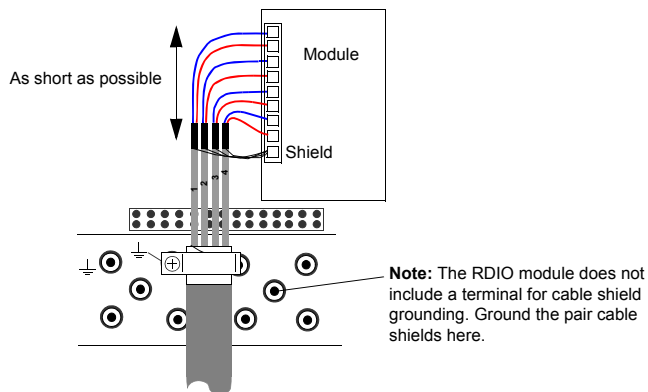 Module
As short as possible
Shield
1
2
3
4
Note: The RDIO module does not
include a terminal for cable shield
grounding. Ground the pair cable
shields here.